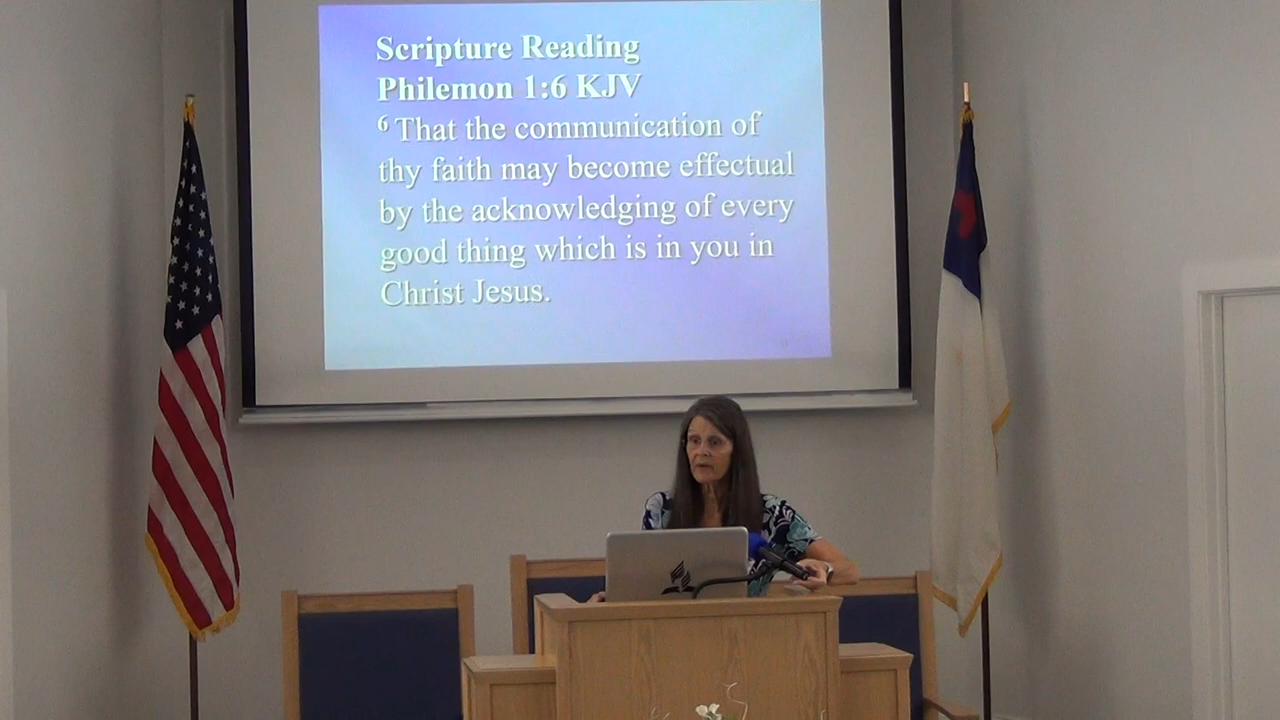 Scripture Reading
Philemon 1:6 KJV
6 That the communication of
thy faith may become effectual
by the acknowledging of every
good thing which is in you in
Christ Jesus.